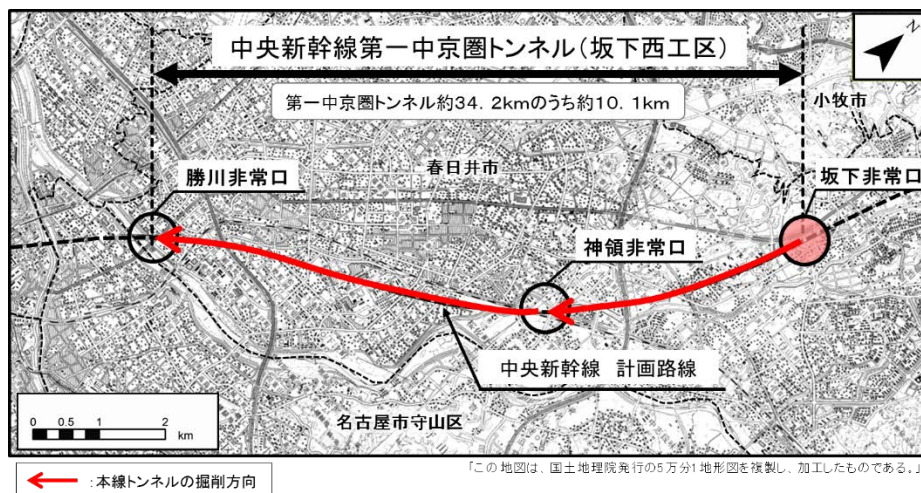 中央新幹線第一中京圏トンネル（坂下西工区）
第一中京圏トンネル約34．2kmのうち約10．1km
小牧市
春日井市
勝川非常口
坂下非常口
神領非常口
中央新幹線　計画路線
名古屋市守山区
0 0.5 1 2
km
：本線トンネルの掘削方向
「この地図は、国土地理院発行の5万分1地形図を複製し、加工したものである。」